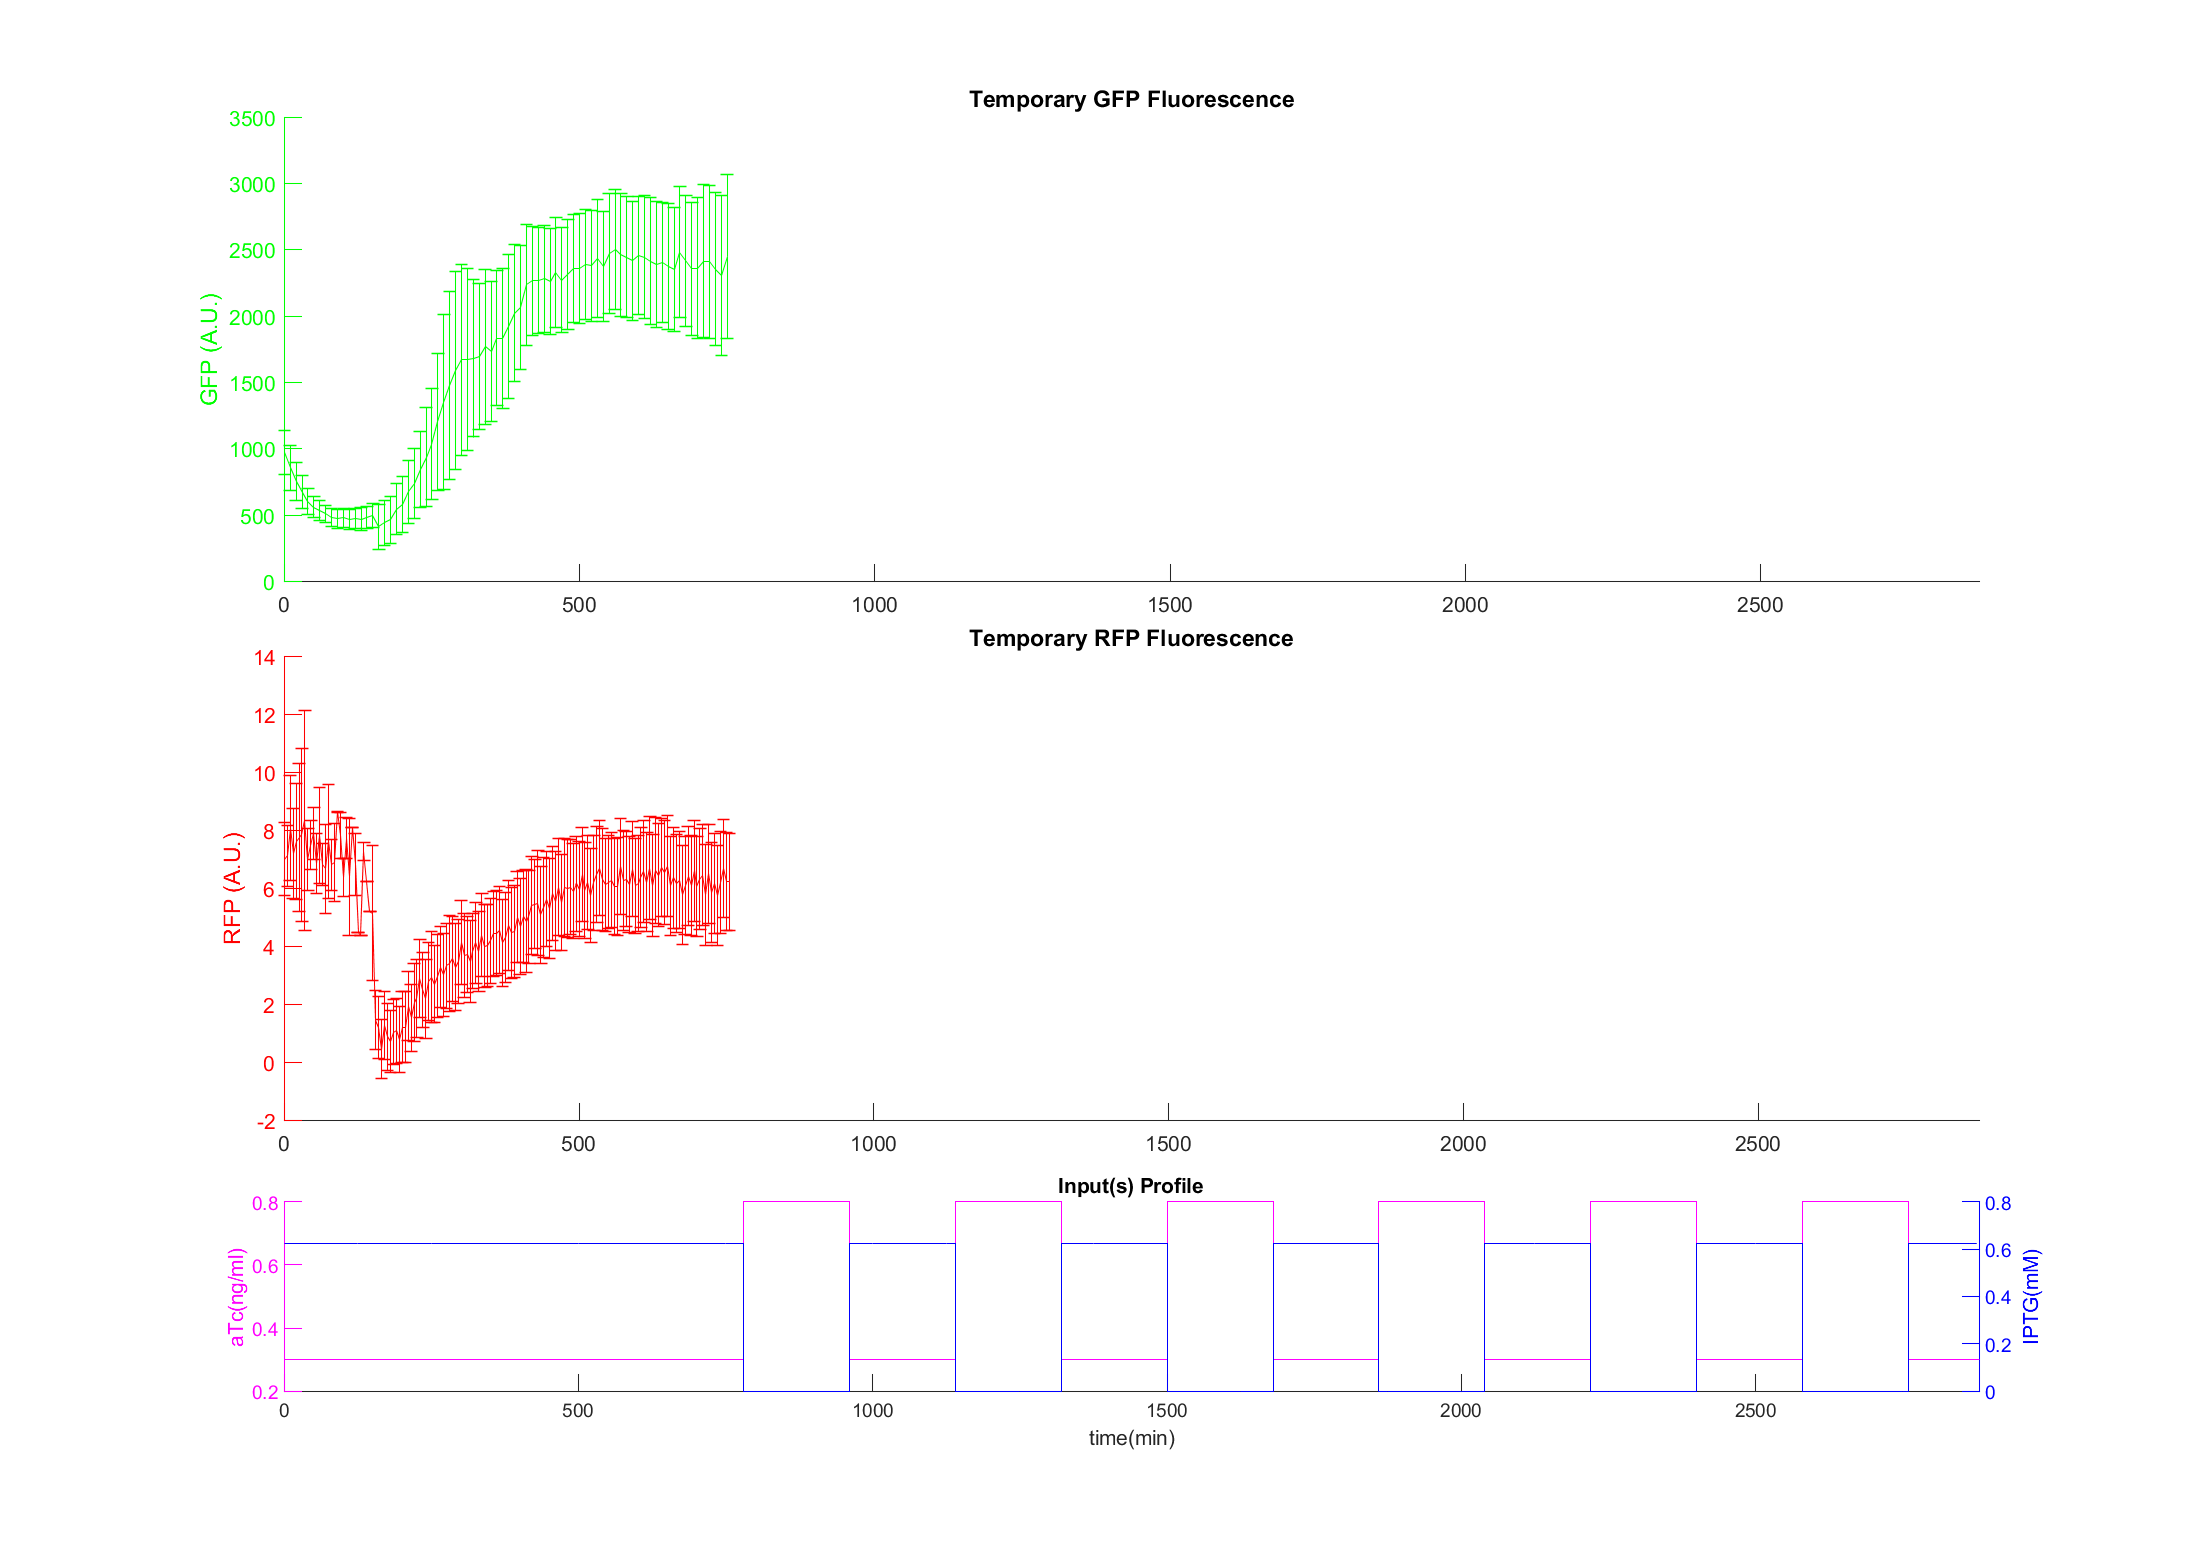 Temporary GFP Fluorescence
3500
3000
2500
2000
1500
1000
500
0
GFP (A.U.)
0 500 1000 1500 2000 2500
Temporary RFP Fluorescence
14
12
10
8
6
4
2
0
-2
RFP (A.U.)
0 500 1000 1500 2000 2500
Input(s) Profile
0.8
0.6
0.4
0.2
aTc(ng/ml)
0.8
0.6
0.4
0.2
0
IPTG(mM)
0 500 1000 1500 2000 2500
time(min)